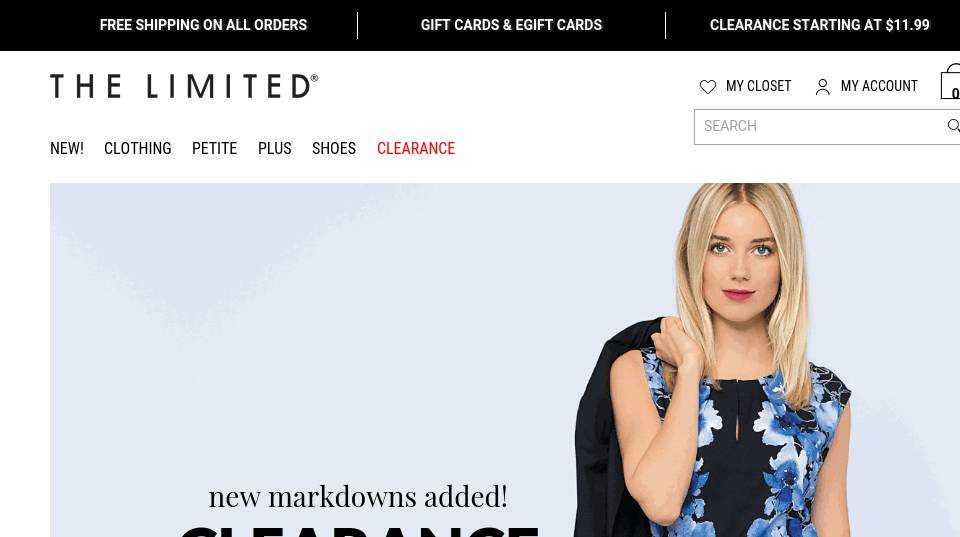 FREE SHIPPING ON ALL ORDERS
GIFT CARDS & EGIFT CARDS
CLEARANCE STARTING AT $11.99
THE LIMITED®
MY CLOSET
MY ACCOUNT
0
SEARCH
NEW! CLOTHING PETITE PLUS SHOES CLEARANCE
new markdowns added!
CLEARANCE